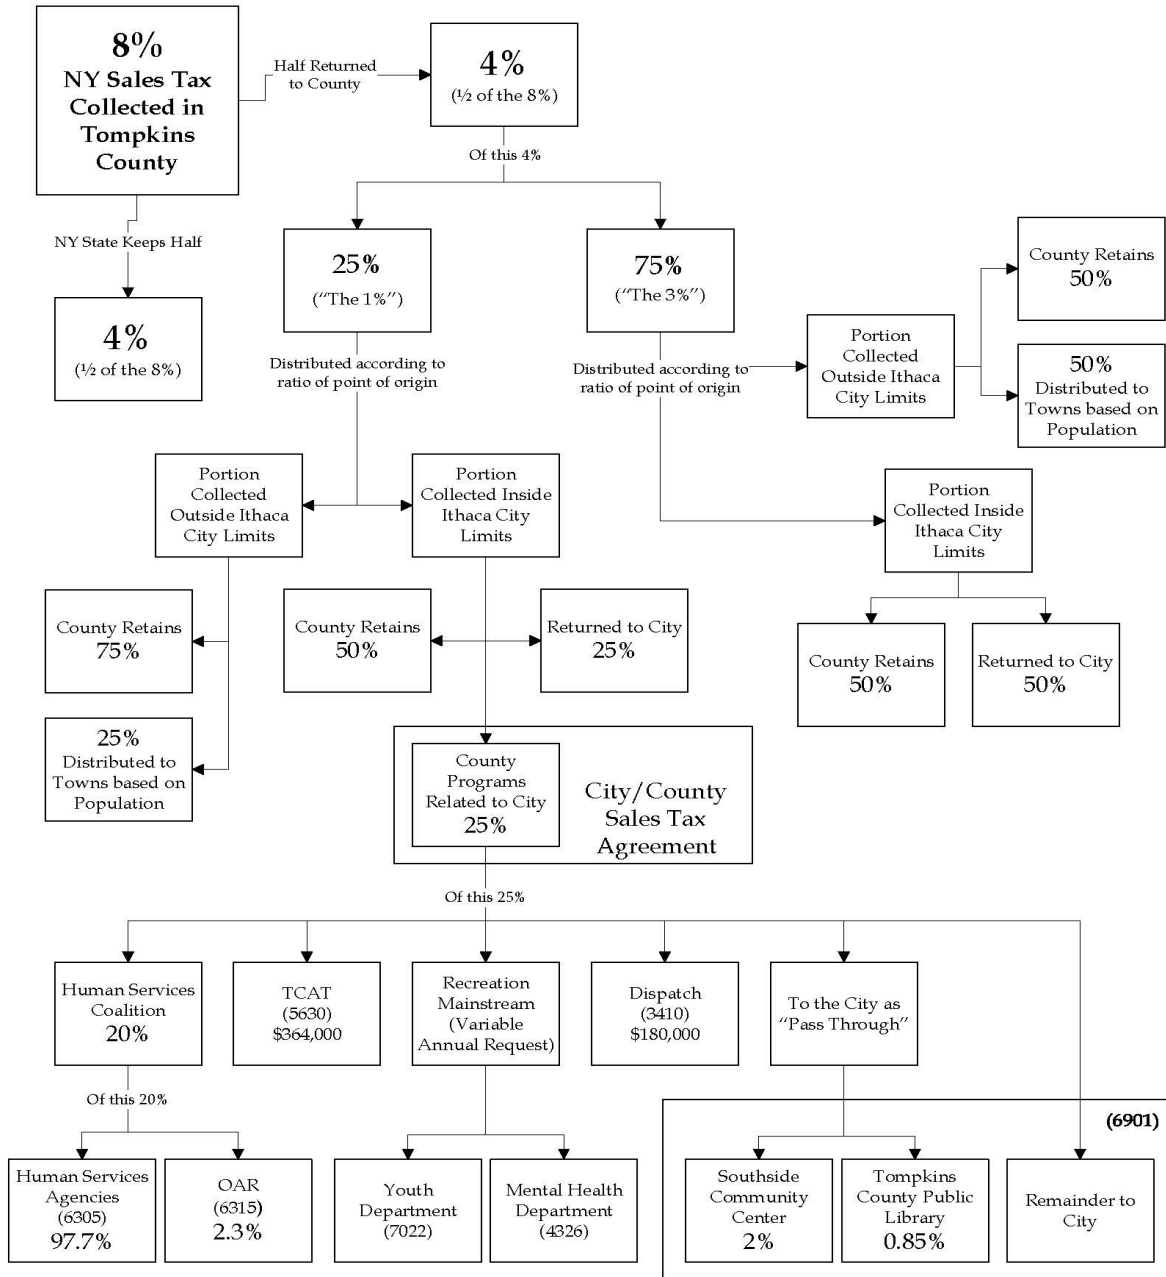 8%
NY Sales Tax
Collected in
Tompkins
County
Half Returned
to County
4%
(½ of the 8%)
Of this 4%
NY State Keeps Half
4%
(½ of the 8%)
25%
(“The 1%”)
75%
(“The 3%”)
County Retains
50%
Portion
Collected
Outside Ithaca
City Limits
50%
Distributed to
Towns based on
Population
Distributed according to
ratio of point of origin
Distributed according to
ratio of point of origin
Portion
Collected
Outside Ithaca
City Limits
Portion
Collected Inside
Ithaca City
Limits
Portion
Collected Inside
Ithaca City
Limits
County Retains
75%
County Retains
50%
Returned to City
25%
County Retains
50%
Returned to City
50%
25%
Distributed to
Towns based on
Population
County
Programs
Related to City
25%
City/County
Sales Tax
Agreement
Of this 25%
Human Services
Coalition
20%
TCAT
(5630)
$364,000
Recreation
Mainstream
(Variable
Annual Request)
Dispatch
(3410)
$180,000
To the City as
“Pass Through”
Of this 20%
(6901)
Human Services
Agencies
(6305)
97.7%
OAR
(6315)
2.3%
Youth
Department
(7022)
Mental Health
Department
(4326)
Southside
Community
Center
2%
Tompkins
County Public
Library
0.85%
Remainder to
City